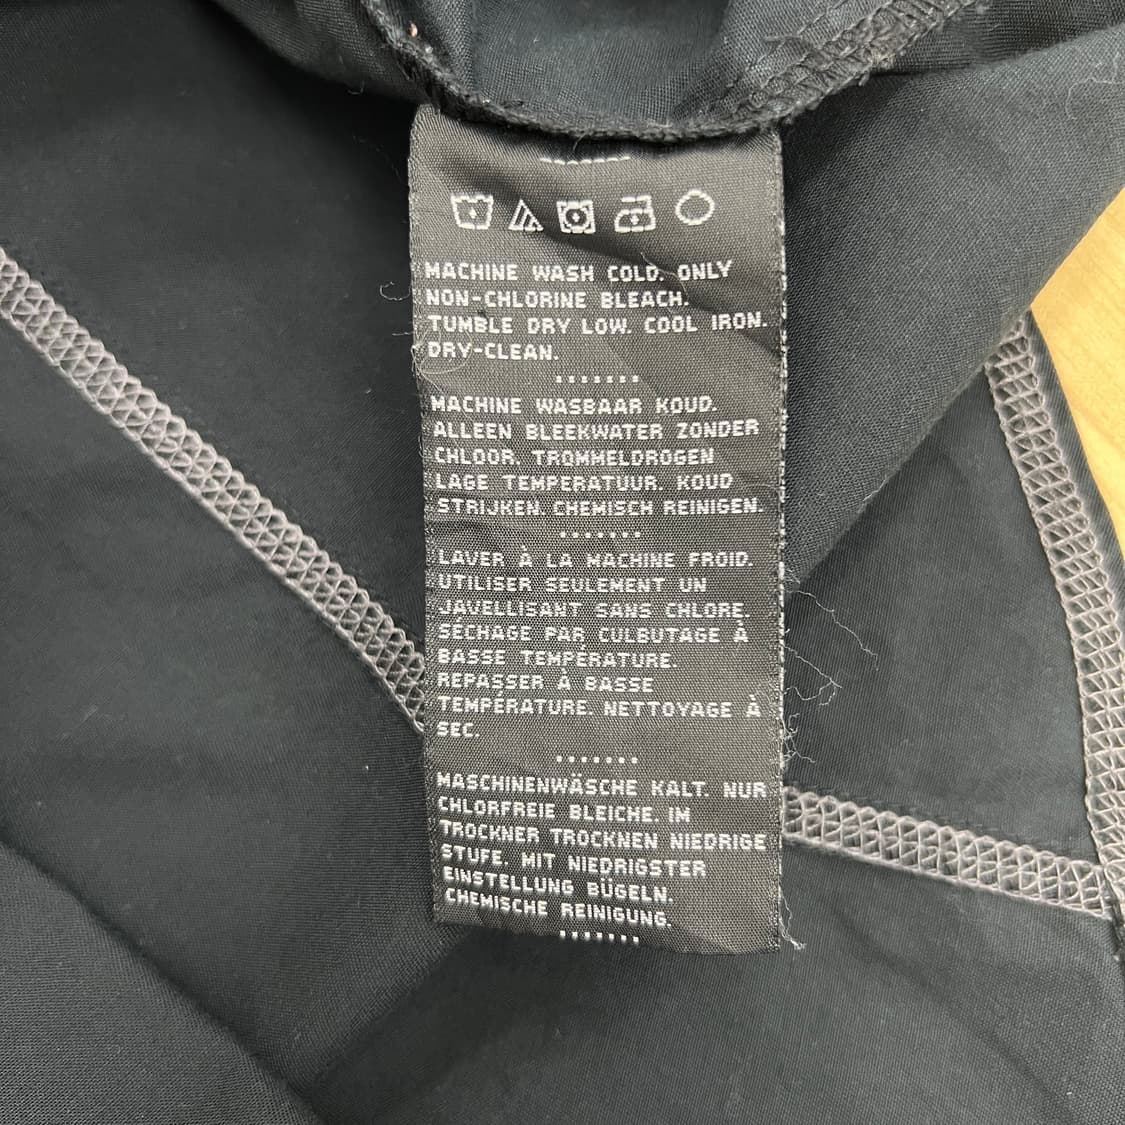 MACHINE WASH COLD. ONLY
NON-CHLORINE BLEACH.
TUMBLE DRY LOW. COOL IRON.
DRY-CLEAN.
MACHINE WASBAAR KOUD.
ALLEEN BLEEKWATER ZONDER
CHLOOR. TROMMELDROGEN
LAGE TEMPERATUUR. KOUD
STRIJKEN. CHEMISCH REINIGEN.
LAVER À LA MACHINE FROID.
UTILISER SEULEMENT UN
JAVELLISANT SANS CHLORE.
SÉCHAGE PAR CULBUTAGE À
BASSE TEMPÉRATURE.
REPASSER À BASSE
TEMPÉRATURE. NETTOYAGE À
SEC.
MASCHINENWÄSCHE KALT. NUR
CHLORFREIE BLEICHE. IM
TROCKNER TROCKNEN NIEDRIGE
STUFE. MIT NIEDRIGSTER
EINSTELLUNG BÜGELN.
CHEMISCHE REINIGUNG.